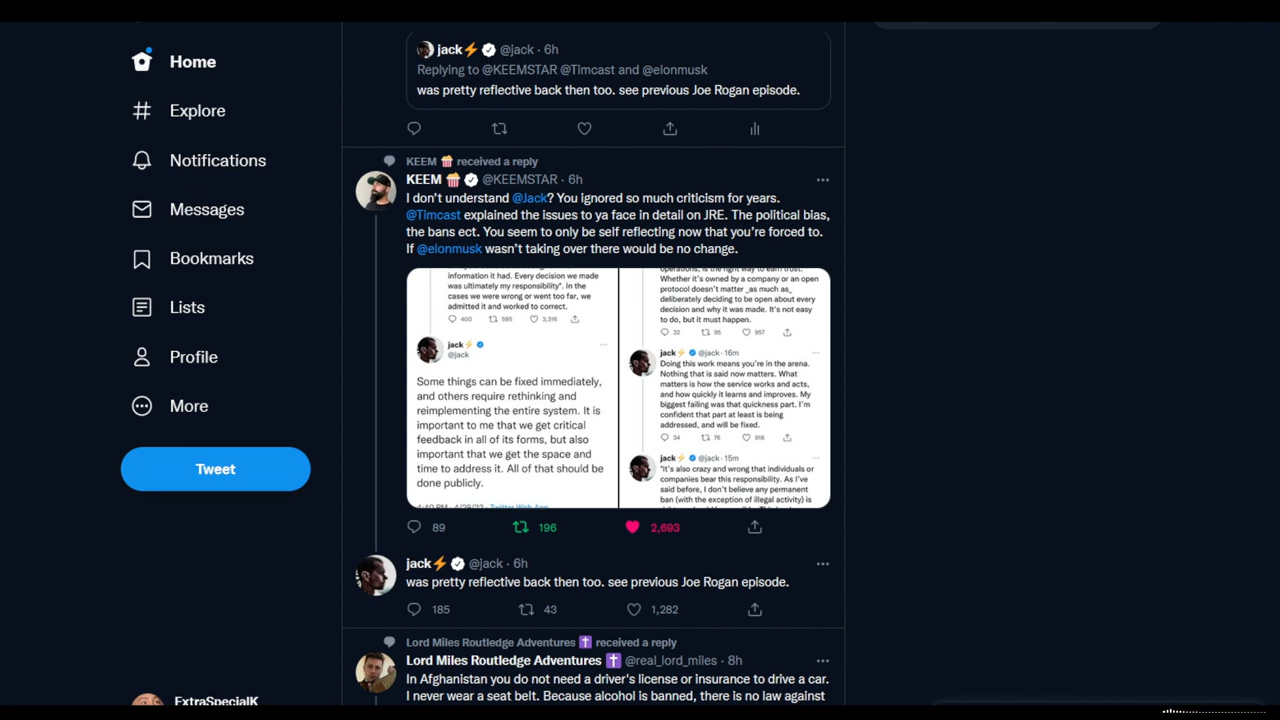 Home
Explore
Notifications
Messages
Bookmarks
Lists
Profile
More
Tweet
ExtraSpecialK
jack⚡ @jack · 6h
Replying to @KEEMSTAR @Timcast and @elonmusk
was pretty reflective back then too. see previous Joe Rogan episode.
KEEM 🍿 received a reply
KEEM 🍿 @KEEMSTAR · 6h
I don't understand @Jack? You ignored so much criticism for years.
@Timcast explained the issues to ya face in detail on JRE. The political bias,
the bans ect. You seem to only be self reflecting now that you're forced to.
If @elonmusk wasn't taking over there would be no change.
information it had. Every decision we made
was ultimately my responsibility". In the
cases we were wrong or went too far, we
admitted it and worked to correct.
400 595 3,316
jack⚡
@jack
Some things can be fixed immediately,
and others require rethinking and
reimplementing the entire system. It is
important to me that we get critical
feedback in all of its forms, but also
important that we get the space and
time to address it. All of that should be
done publicly.
4:40 PM · 4/29/22 · Twitter Web App
operations, is the right way to earn trust.
Whether it's owned by a company or an open
protocol doesn't matter _as much as_
deliberately deciding to be open about every
decision and why it was made. It's not easy
to do, but it must happen.
32 95 957
jack⚡ @jack · 16m
Doing this work means you're in the arena.
Nothing that is said now matters. What
matters is how the service works and acts,
and how quickly it learns and improves. My
biggest failing was that quickness part. I'm
confident that part at least is being
addressed, and will be fixed.
34 76 918
jack⚡ @jack · 15m
"it's also crazy and wrong that individuals or
companies bear this responsibility. As I've
said before, I don't believe any permanent
ban (with the exception of illegal activity) is
89 196 2,693
jack⚡ @jack · 6h
was pretty reflective back then too. see previous Joe Rogan episode.
185 43 1,282
Lord Miles Routledge Adventures ✝️ received a reply
Lord Miles Routledge Adventures ✝️ @real_lord_miles · 8h
In Afghanistan you do not need a driver's license or insurance to drive a car.
I never wear a seat belt. Because alcohol is banned, there is no law against